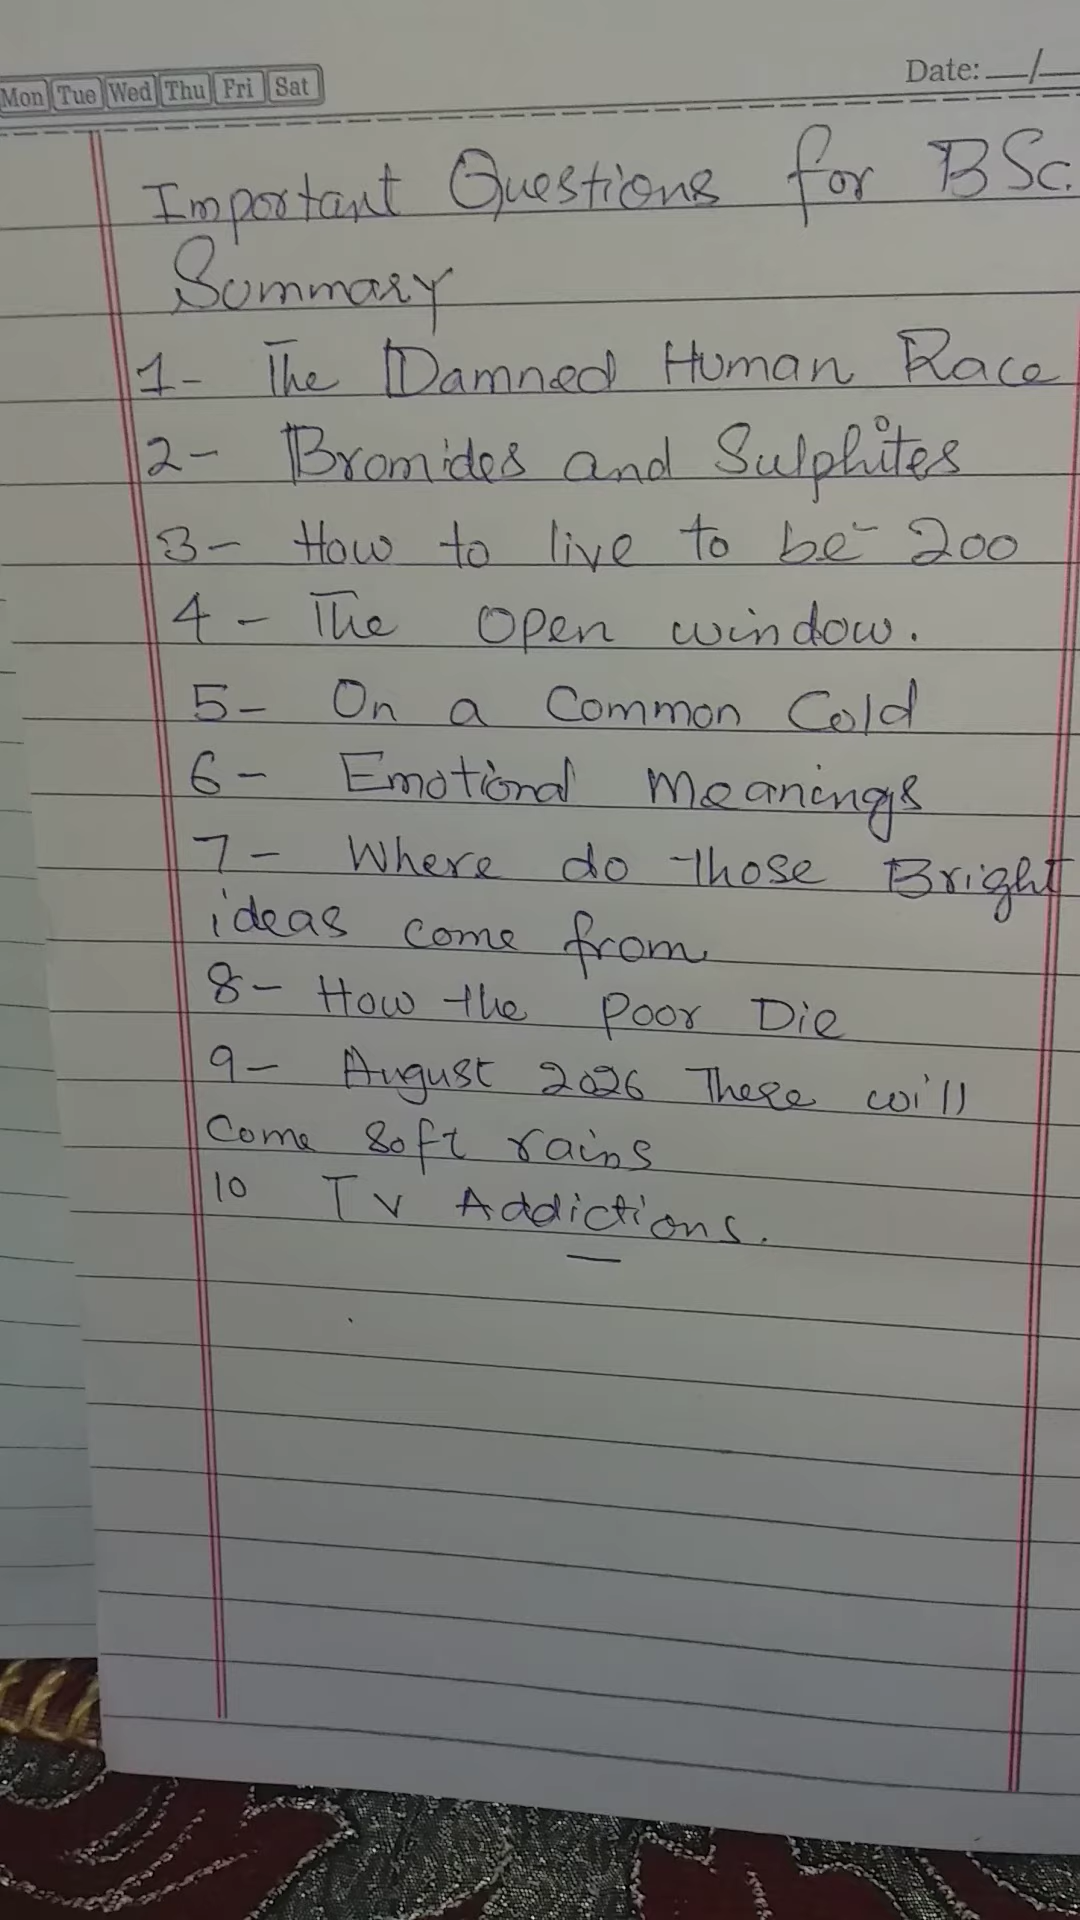 Mon Tue Wed Thu Fri Sat
Date: __/__
Important Questions for BSc.
Summary
1- The Damned Human Race
2- Bromides and Sulphites
3- How to live to be 200
4- The Open window.
5- On a Common Cold
6- Emotional Meanings
7- Where do those Bright
ideas come from
8- How the Poor Die
9- August 2026 There will
Come soft rains
10 Tv Addictions.